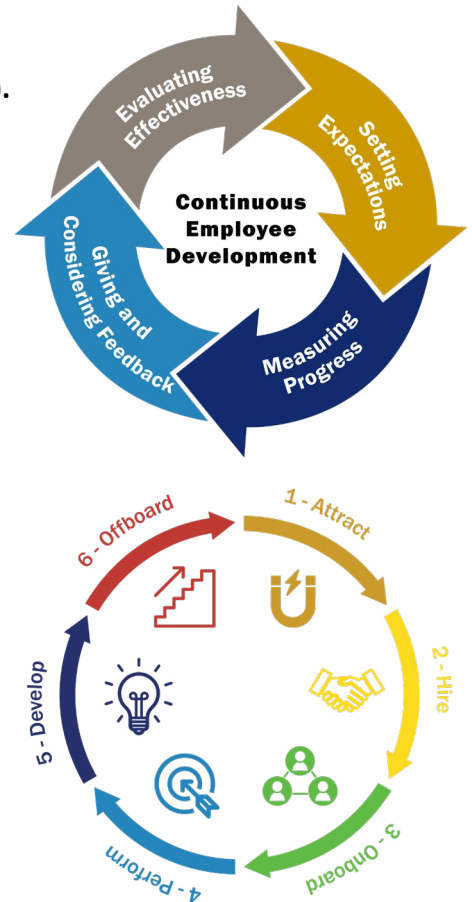 .
Evaluating
Effectiveness
Setting
Expectations
Continuous
Employee
Development
Giving and
Considering Feedback
Measuring
Progress
6 - Offboard
1 - Attract
5 - Develop
2 - Hire
4 - Perform
3 - Onboard